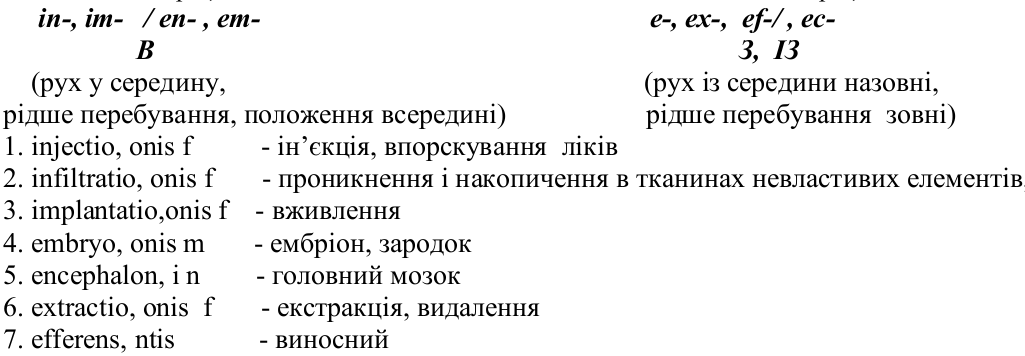 in-, im- / en- , em- e-, ex-, ef-/ , ec-
В З, ІЗ
(рух у середину, (рух із середини назовні,
рідше перебування, положення всередині) рідше перебування зовні)
1. injectio, onis f - ін’єкція, впорскування ліків
2. infiltratio, onis f - проникнення і накопичення в тканинах невластивих елементів,
3. implantatio,onis f - вживлення
4. embryo, onis m - ембріон, зародок
5. encephalon, i n - головний мозок
6. extractio, onis f - екстракція, видалення
7. efferens, ntis - виносний